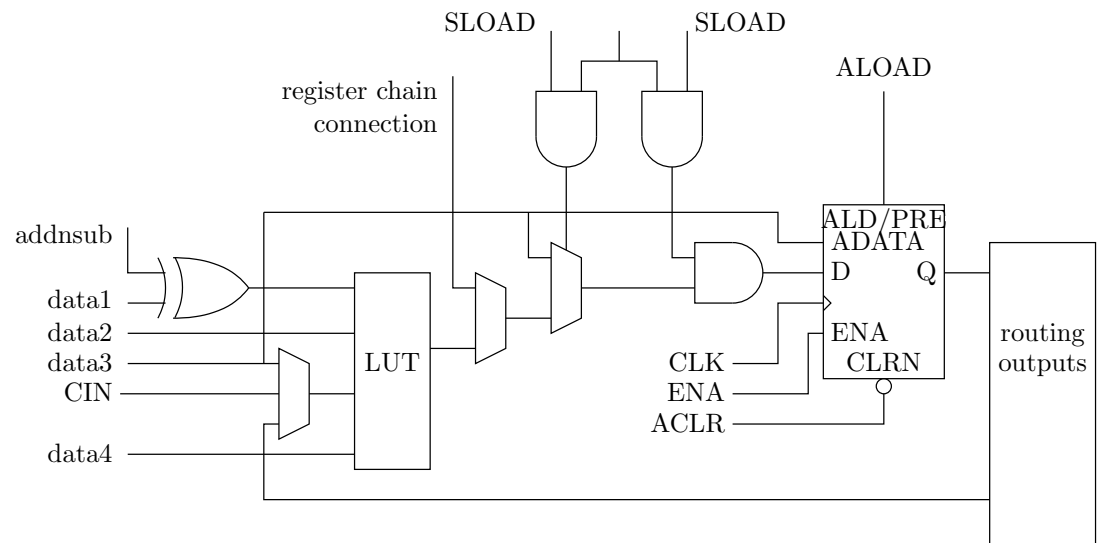 SLOAD
SLOAD
ALOAD
register chain
connection
addnsub
data1
data2
data3
CIN
data4
LUT
ALD/PRE
ADATA
D
Q
ENA
CLRN
CLK
ENA
ACLR
routing
outputs